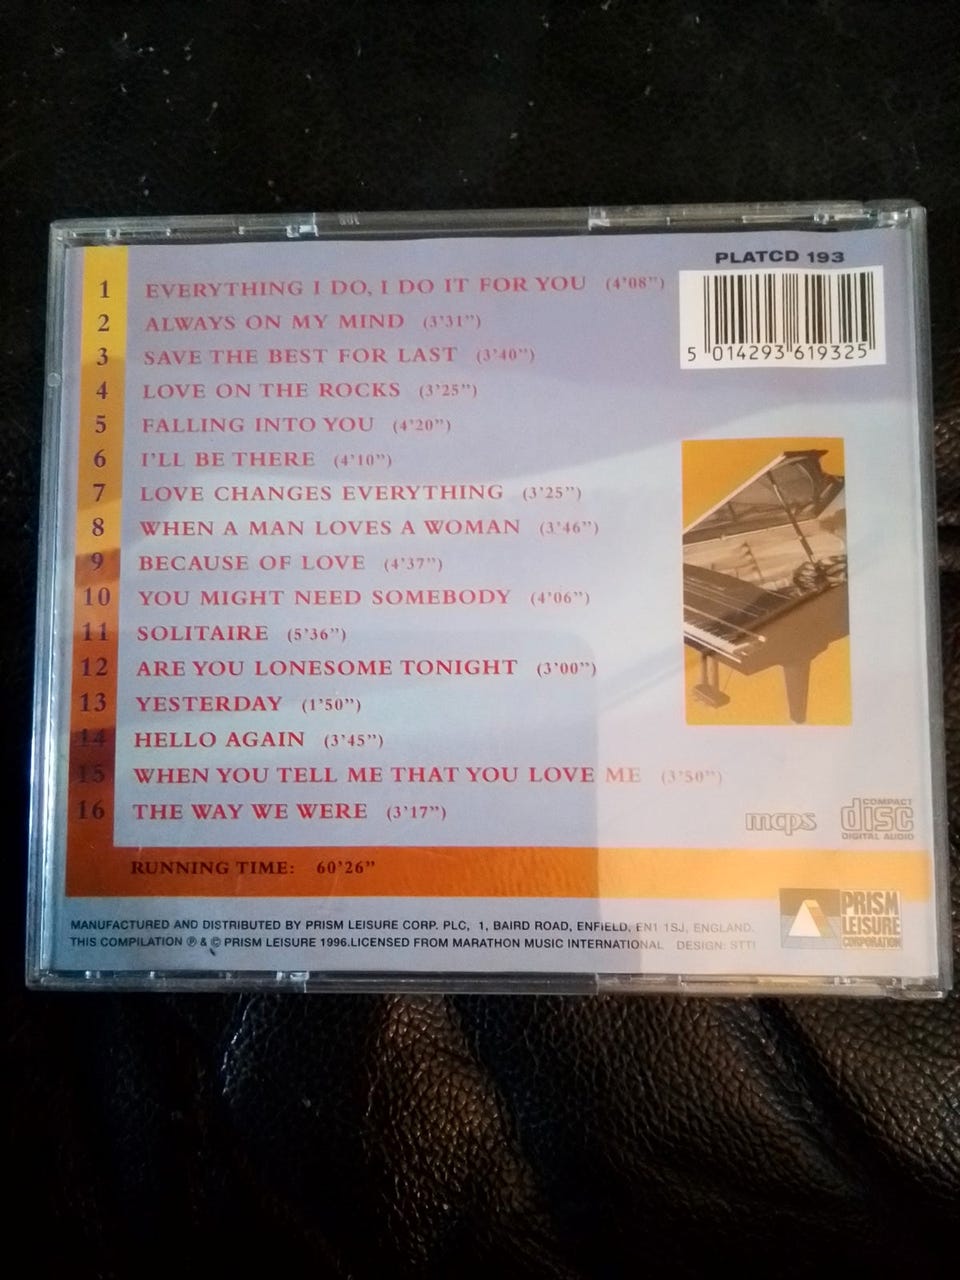 PLATCD 193
5 014293 619325
1 EVERYTHING I DO, I DO IT FOR YOU (4'08")
2 ALWAYS ON MY MIND (3'31")
3 SAVE THE BEST FOR LAST (3'40")
4 LOVE ON THE ROCKS (3'25")
5 FALLING INTO YOU (4'20")
6 I'LL BE THERE (4'10")
7 LOVE CHANGES EVERYTHING (3'25")
8 WHEN A MAN LOVES A WOMAN (3'46")
9 BECAUSE OF LOVE (4'37")
10 YOU MIGHT NEED SOMEBODY (4'06")
11 SOLITAIRE (5'36")
12 ARE YOU LONESOME TONIGHT (3'00")
13 YESTERDAY (1'50")
14 HELLO AGAIN (3'45")
15 WHEN YOU TELL ME THAT YOU LOVE ME (3'50")
16 THE WAY WE WERE (3'17")
mcps
COMPACT
disc
DIGITAL AUDIO
RUNNING TIME: 60'26"
PRISM
LEISURE
CORPORATION
MANUFACTURED AND DISTRIBUTED BY PRISM LEISURE CORP. PLC, 1, BAIRD ROAD, ENFIELD, EN1 1SJ, ENGLAND.
THIS COMPILATION ℗ & © PRISM LEISURE 1996.LICENSED FROM MARATHON MUSIC INTERNATIONAL DESIGN: STTI